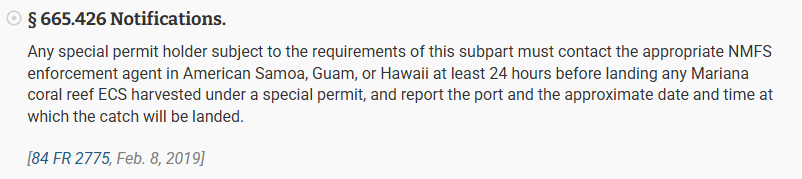 § 665.426 Notifications.
Any special permit holder subject to the requirements of this subpart must contact the appropriate NMFS
enforcement agent in American Samoa, Guam, or Hawaii at least 24 hours before landing any Mariana
coral reef ECS harvested under a special permit, and report the port and the approximate date and time at
which the catch will be landed.
[84 FR 2775, Feb. 8, 2019]